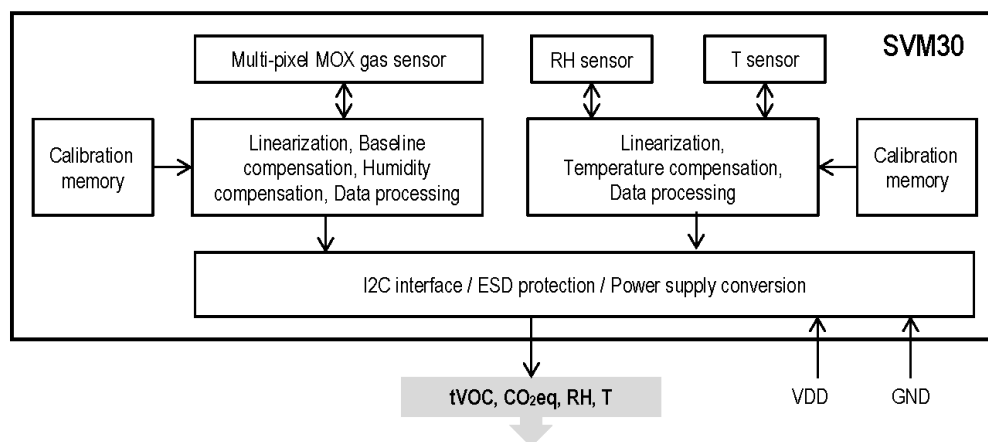 SVM30
Multi-pixel MOX gas sensor
RH sensor
T sensor
Calibration
memory
Linearization, Baseline
compensation, Humidity
compensation, Data processing
Linearization,
Temperature compensation,
Data processing
Calibration
memory
I2C interface / ESD protection / Power supply conversion
tVOC, CO₂eq, RH, T
VDD
GND